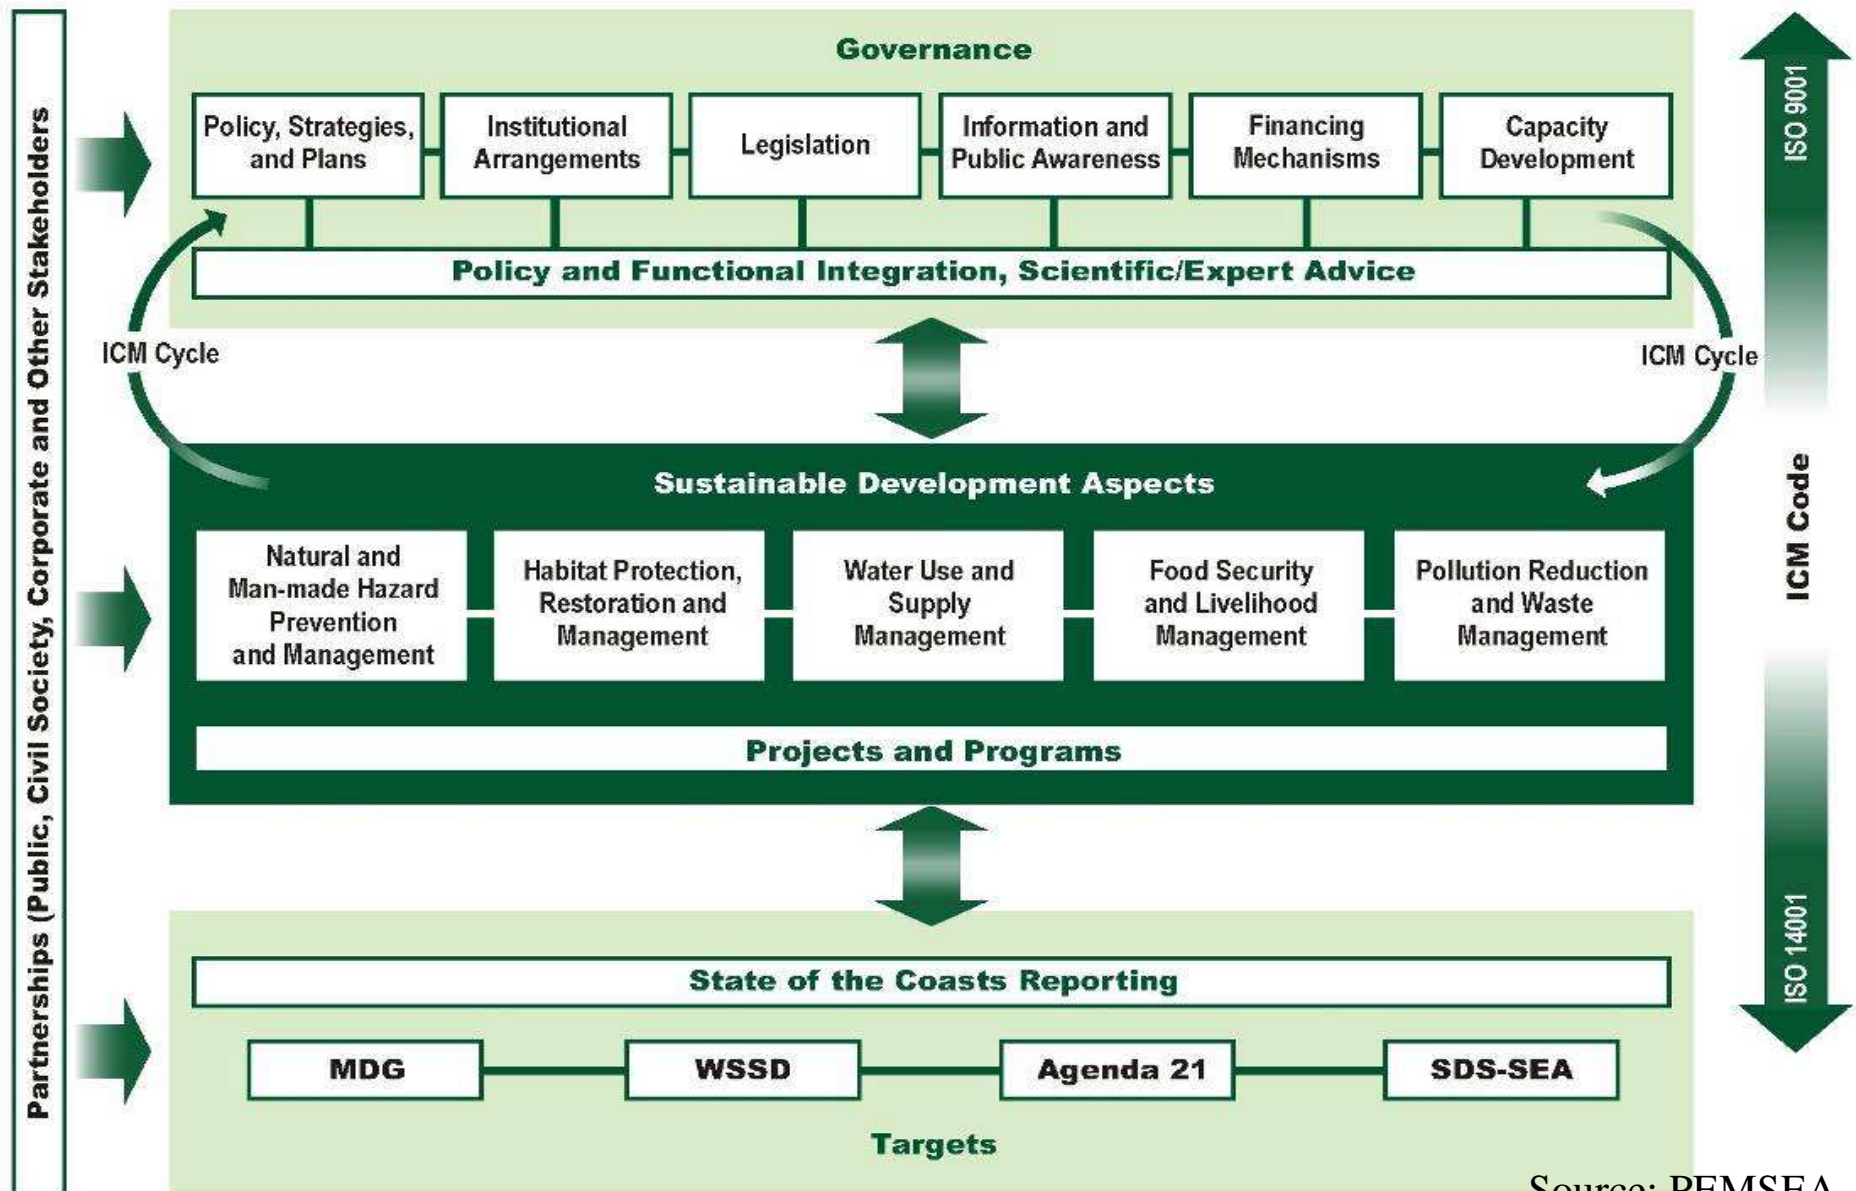 Partnerships (Public, Civil Society, Corporate and Other Stakeholders
Governance
Policy, Strategies,
and Plans
Institutional
Arrangements
Legislation
Information and
Public Awareness
Financing
Mechanisms
Capacity
Development
Policy and Functional Integration, Scientific/Expert Advice
ICM Cycle
ICM Cycle
Sustainable Development Aspects
Natural and
Man-made Hazard
Prevention
and Management
Habitat Protection,
Restoration and
Management
Water Use and
Supply
Management
Food Security
and Livelihood
Management
Pollution Reduction
and Waste
Management
Projects and Programs
State of the Coasts Reporting
MDG
WSSD
Agenda 21
SDS-SEA
Targets
ISO 9001
ICM Code
ISO 14001
Source: PEMSEA